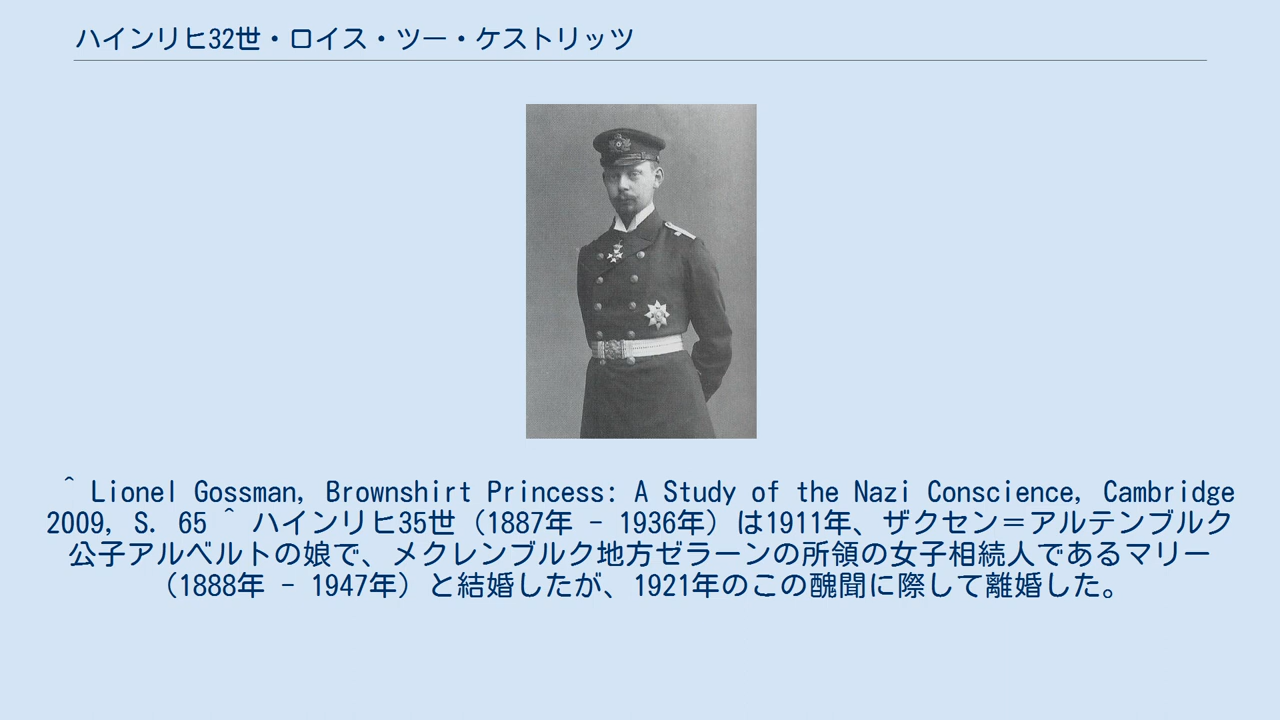 ハインリヒ32世・ロイス・ツー・ケストリッツ
^ Lionel Gossman, Brownshirt Princess: A Study of the Nazi Conscience, Cambridge
2009, S. 65 ^ ハインリヒ35世（1887年 - 1936年）は1911年、ザクセン＝アルテンブルク
公子アルベルトの娘で、メクレンブルク地方ゼラーンの所領の女子相続人であるマリー
（1888年 - 1947年）と結婚したが、1921年のこの醜聞に際して離婚した。